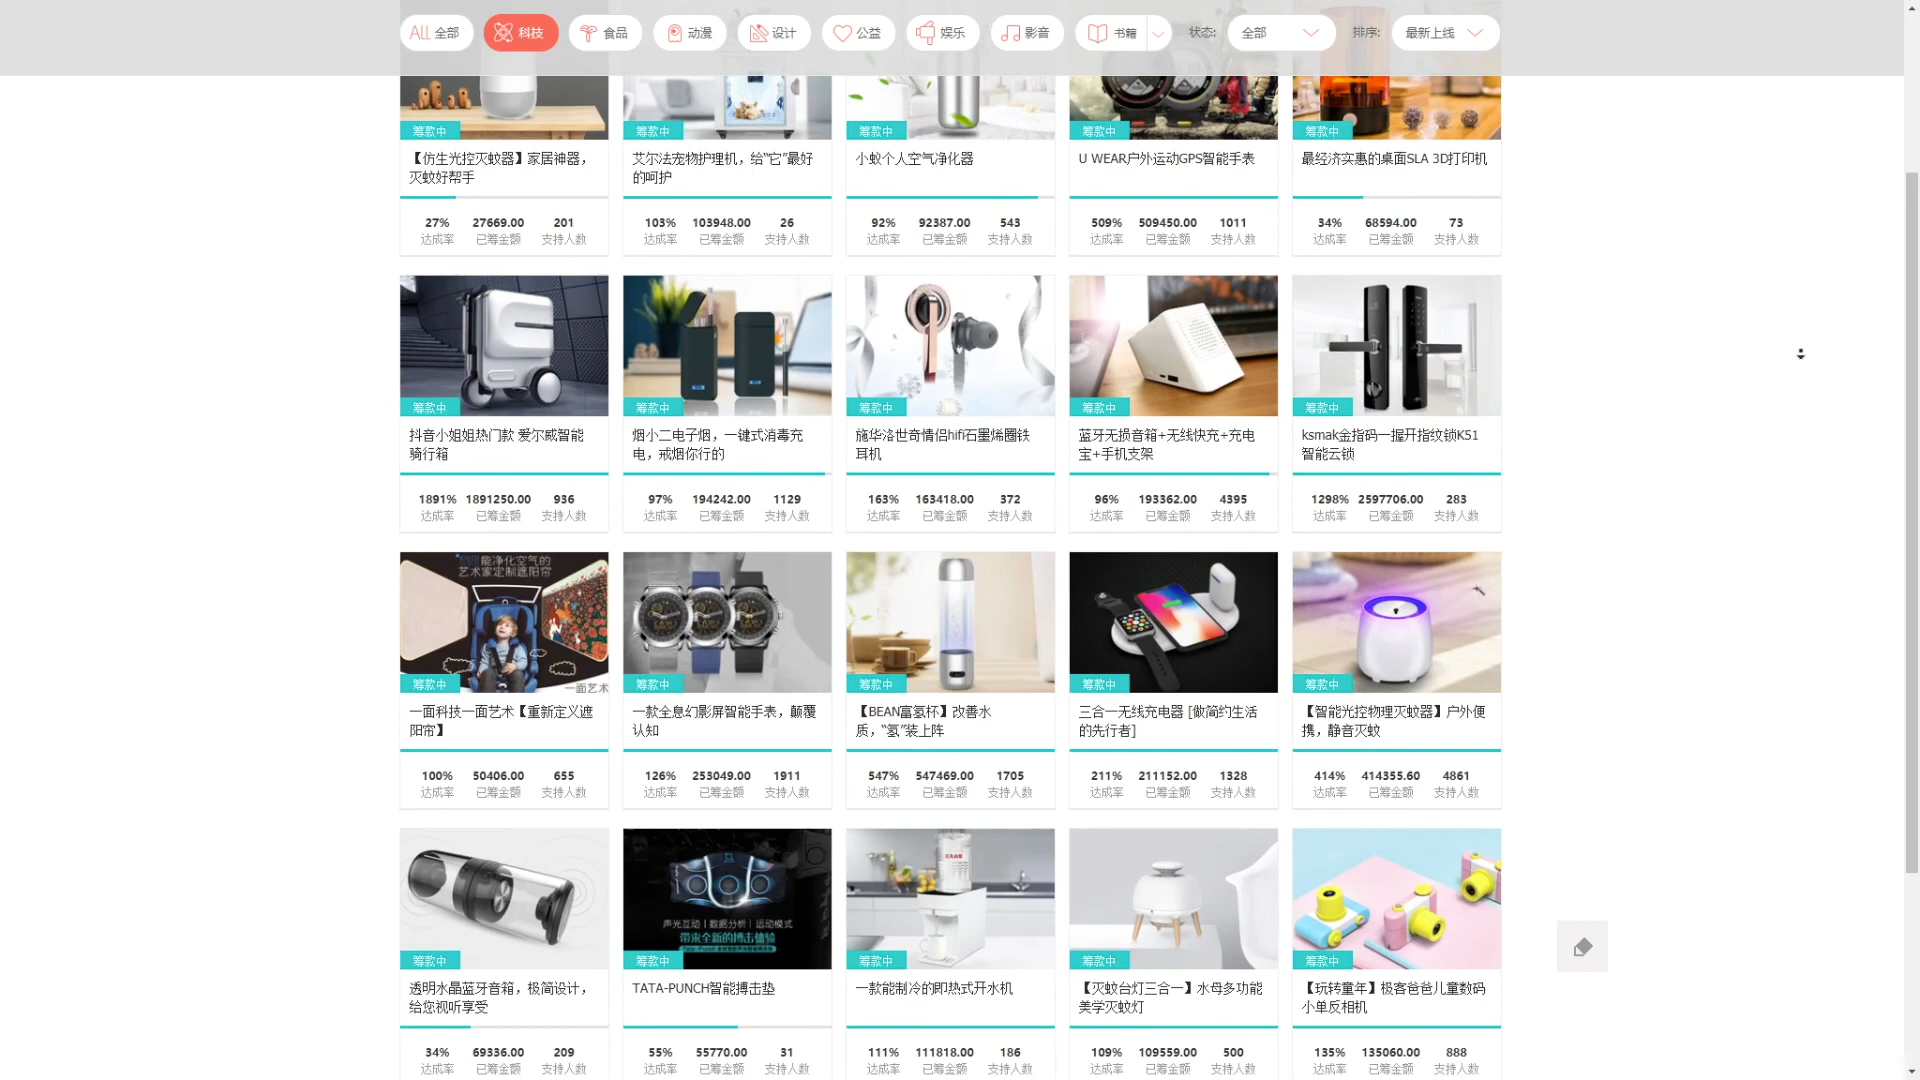 All 全部
科技
食品
动漫
设计
公益
娱乐
影音
书籍
状态:
全部
排序:
最新上线
筹款中
筹款中
筹款中
筹款中
筹款中
【仿生光控灭蚊器】家居神器，
灭蚊好帮手
艾尔法宠物护理机，给“它”最好
的呵护
小蚁个人空气净化器
U WEAR户外运动GPS智能手表
最经济实惠的桌面SLA 3D打印机
27% 27669.00 201
达成率 已筹金额 支持人数
103% 103948.00 26
达成率 已筹金额 支持人数
92% 92387.00 543
达成率 已筹金额 支持人数
509% 509450.00 1011
达成率 已筹金额 支持人数
34% 68594.00 73
达成率 已筹金额 支持人数
筹款中
筹款中
筹款中
筹款中
筹款中
抖音小姐姐热门款 爱尔威智能
骑行箱
烟小二电子烟，一键式消毒充
电，戒烟你行的
施华洛世奇情侣hifi石墨烯圈铁
耳机
蓝牙无损音箱+无线快充+充电
宝+手机支架
ksmak金指码一握开指纹锁K51
智能云锁
1891% 1891250.00 936
达成率 已筹金额 支持人数
97% 194242.00 1129
达成率 已筹金额 支持人数
163% 163418.00 372
达成率 已筹金额 支持人数
96% 193362.00 4395
达成率 已筹金额 支持人数
1298% 2597706.00 283
达成率 已筹金额 支持人数
能净化空气的
艺术家定制遮阳帘
一面艺术
筹款中
筹款中
筹款中
筹款中
筹款中
一面科技一面艺术【重新定义遮
阳帘】
一款全息幻影屏智能手表，颠覆
认知
【BEAN富氢杯】改善水
质，“氢”装上阵
三合一无线充电器 [做简约生活
的先行者]
【智能光控物理灭蚊器】户外便
携，静音灭蚊
100% 50406.00 655
达成率 已筹金额 支持人数
126% 253049.00 1911
达成率 已筹金额 支持人数
547% 547469.00 1705
达成率 已筹金额 支持人数
211% 211152.00 1328
达成率 已筹金额 支持人数
414% 414355.60 4861
达成率 已筹金额 支持人数
声光互动 | 数据分析 | 运动模式
带来全新的搏击体验
筹款中
筹款中
筹款中
筹款中
筹款中
透明水晶蓝牙音箱，极简设计，
给您视听享受
TATA-PUNCH智能搏击垫
一款能制冷的即热式开水机
【灭蚊台灯三合一】水母多功能
美学灭蚊灯
【玩转童年】极客爸爸儿童数码
小单反相机
34% 69336.00 209
达成率 已筹金额 支持人数
55% 55770.00 31
达成率 已筹金额 支持人数
111% 111818.00 186
达成率 已筹金额 支持人数
109% 109559.00 500
达成率 已筹金额 支持人数
135% 135060.00 888
达成率 已筹金额 支持人数